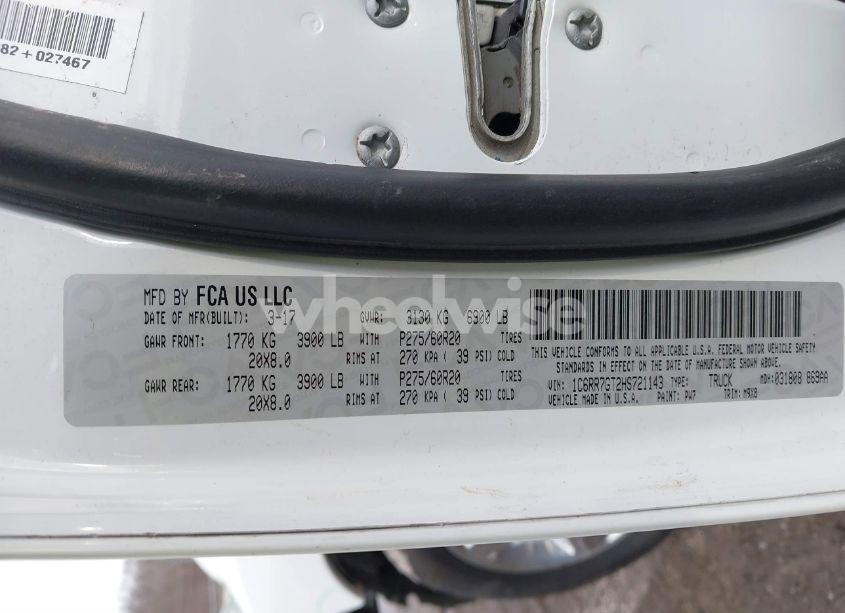 82+027467
MFD BY FCA US LLC
DATE OF MFR(BUILT): 3-17 GVWR: 3130 KG 6900 LB
GAWR FRONT: 1770 KG 3900 LB WITH P275/60R20 TIRES
20X8.0 RIMS AT 270 KPA ( 39 PSI) COLD
GAWR REAR: 1770 KG 3900 LB WITH P275/60R20 TIRES
20X8.0 RIMS AT 270 KPA ( 39 PSI) COLD
THIS VEHICLE CONFORMS TO ALL APPLICABLE U.S.A. FEDERAL MOTOR VEHICLE SAFETY
STANDARDS IN EFFECT ON THE DATE OF MANUFACTURE SHOWN ABOVE.
VIN: 1C6RR7GT2HS721143 TYPE: TRUCK MDH: 031808 869AA
VEHICLE MADE IN U.S.A. PAINT: PW7 TRIM: M9X8
wheelwise